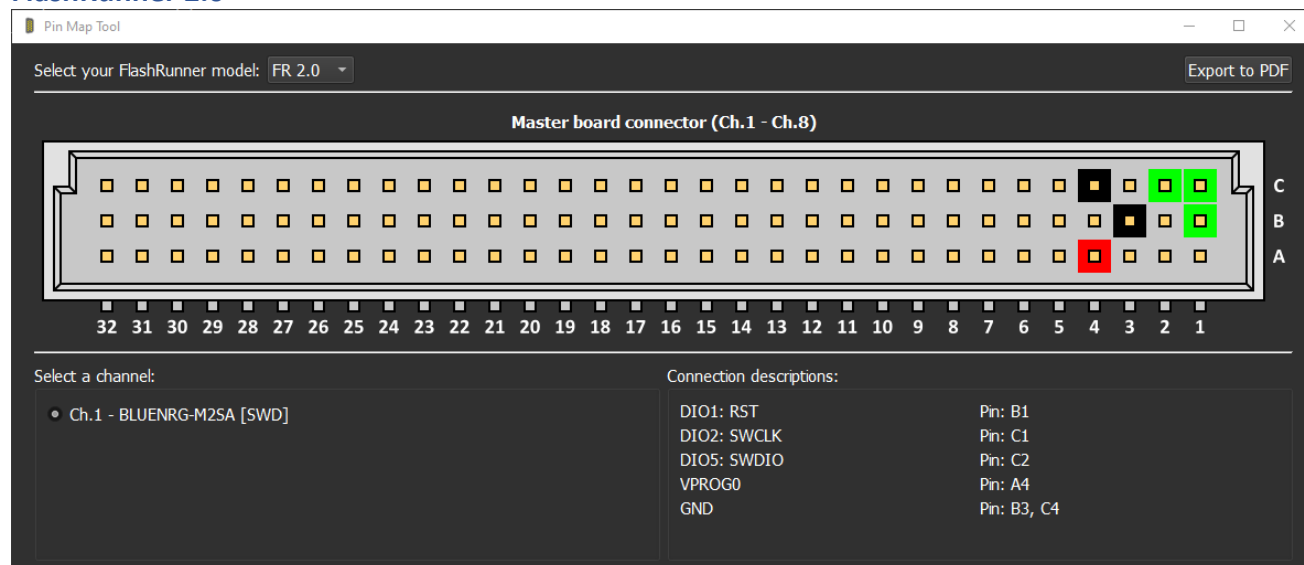 Pin Map Tool
Select your FlashRunner model: FR 2.0
Export to PDF
Master board connector (Ch.1 - Ch.8)
C
B
A
32 31 30 29 28 27 26 25 24 23 22 21 20 19 18 17 16 15 14 13 12 11 10 9 8 7 6 5 4 3 2 1
Select a channel:
Ch.1 - BLUENRG-M2SA [SWD]
Connection descriptions:
DIO1: RST Pin: B1
DIO2: SWCLK Pin: C1
DIO5: SWDIO Pin: C2
VPROG0 Pin: A4
GND Pin: B3, C4